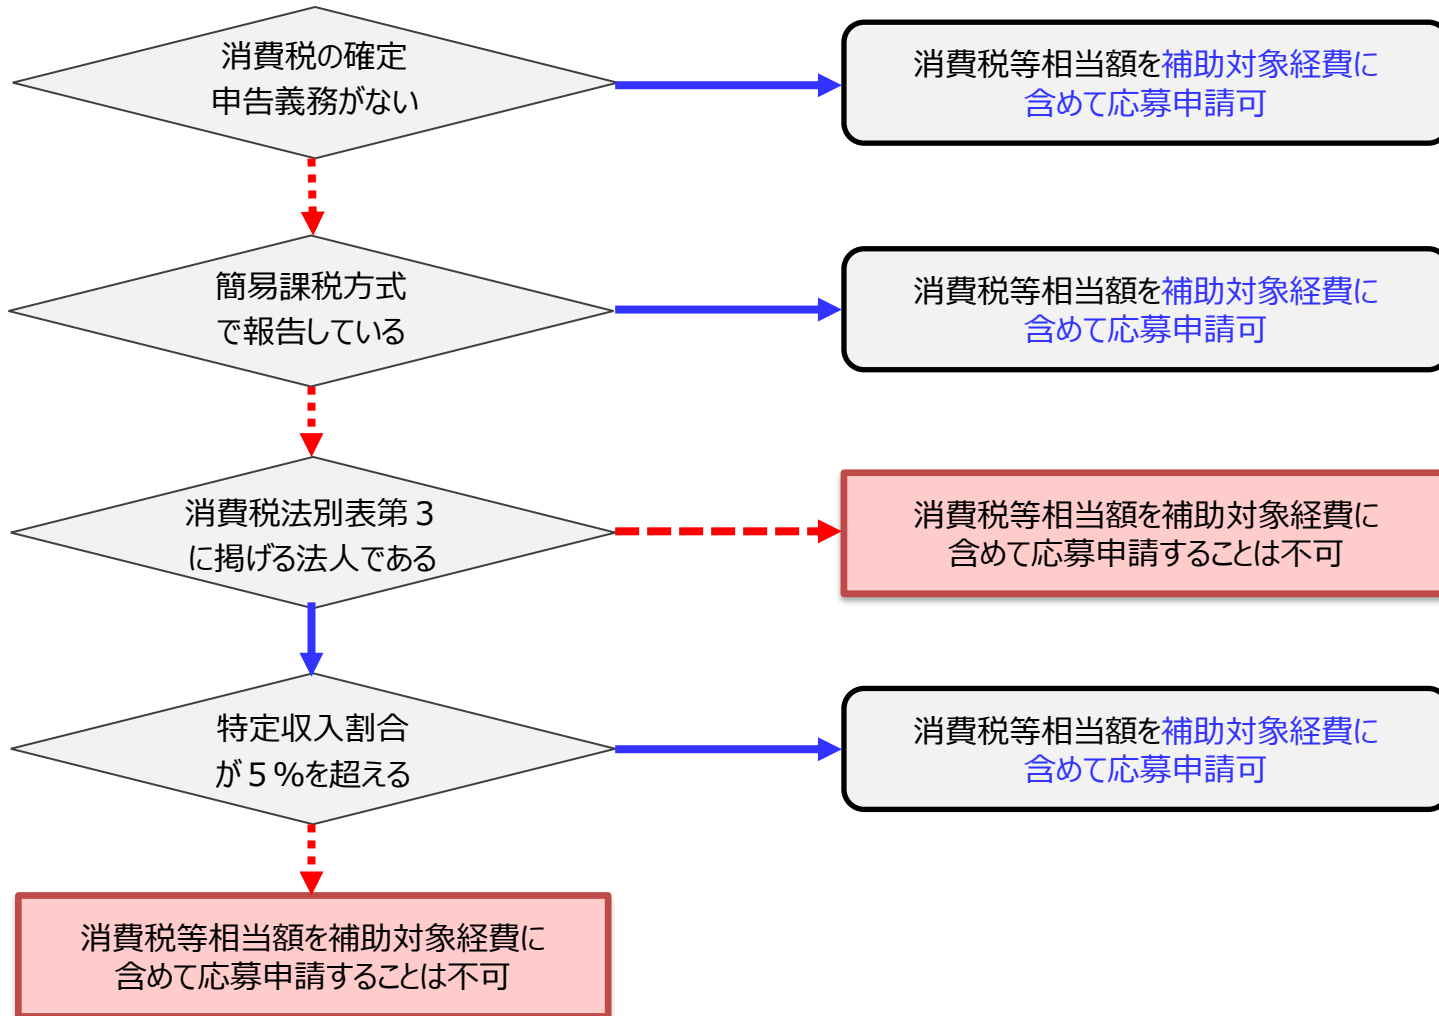 消費税の確定
申告義務がない
消費税等相当額を補助対象経費に
含めて応募申請可
簡易課税方式
で報告している
消費税等相当額を補助対象経費に
含めて応募申請可
消費税法別表第３
に掲げる法人である
消費税等相当額を補助対象経費に
含めて応募申請することは不可
特定収入割合
が５％を超える
消費税等相当額を補助対象経費に
含めて応募申請可
消費税等相当額を補助対象経費に
含めて応募申請することは不可